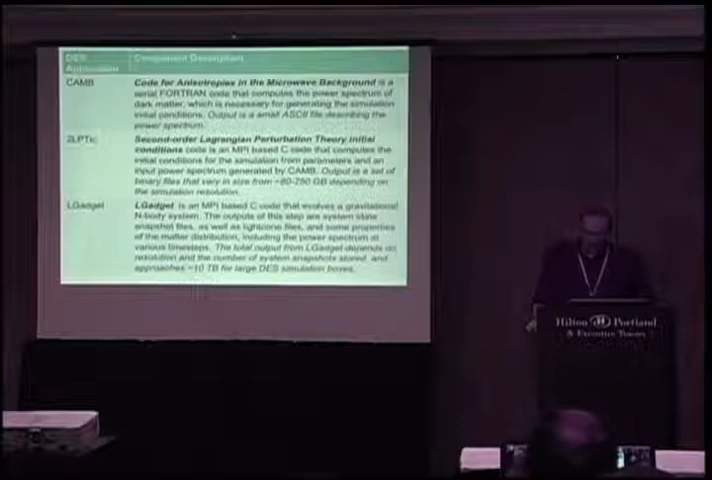 DES Component Description
Application
CAMB Code for Anisotropies in the Microwave Background is a
serial FORTRAN code that computes the power spectrum of
dark matter, which is necessary for generating the simulation
initial conditions. Output is a small ASCII file describing the
power spectrum.
2LPTic Second-order Lagrangian Perturbation Theory initial
conditions code is an MPI based C code that computes the
initial conditions for the simulation from parameters and an
input power spectrum generated by CAMB. Output is a set of
binary files that vary in size from ~80-250 GB depending on
the simulation resolution.
LGadget LGadget is an MPI based C code that evolves a gravitational
N-body system. The outputs of this step are system state
snapshot files, as well as lightcone files, and some properties
of the matter distribution, including the power spectrum at
various timesteps. The total output from LGadget depends on
resolution and the number of system snapshots stored, and
approaches ~10 TB for large DES simulation boxes.
Hilton Portland
& Executive Tower